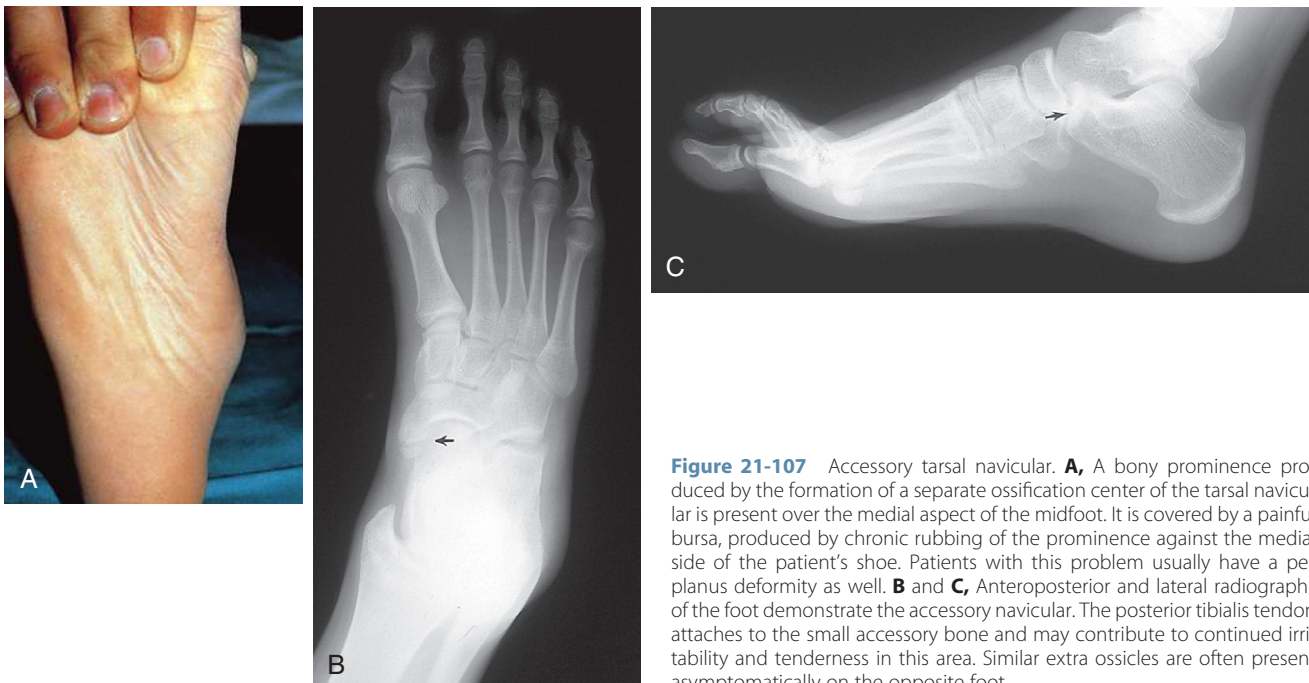 A
B
C
Figure 21-107 Accessory tarsal navicular. A, A bony prominence pro
duced by the formation of a separate ossification center of the tarsal navicu
lar is present over the medial aspect of the midfoot. It is covered by a painfu
bursa, produced by chronic rubbing of the prominence against the media
side of the patient's shoe. Patients with this problem usually have a pe
planus deformity as well. B and C, Anteroposterior and lateral radiograph
of the foot demonstrate the accessory navicular. The posterior tibialis tendon
attaches to the small accessory bone and may contribute to continued irri
tability and tenderness in this area. Similar extra ossicles are often presen
asymptomatically on the opposite foot.